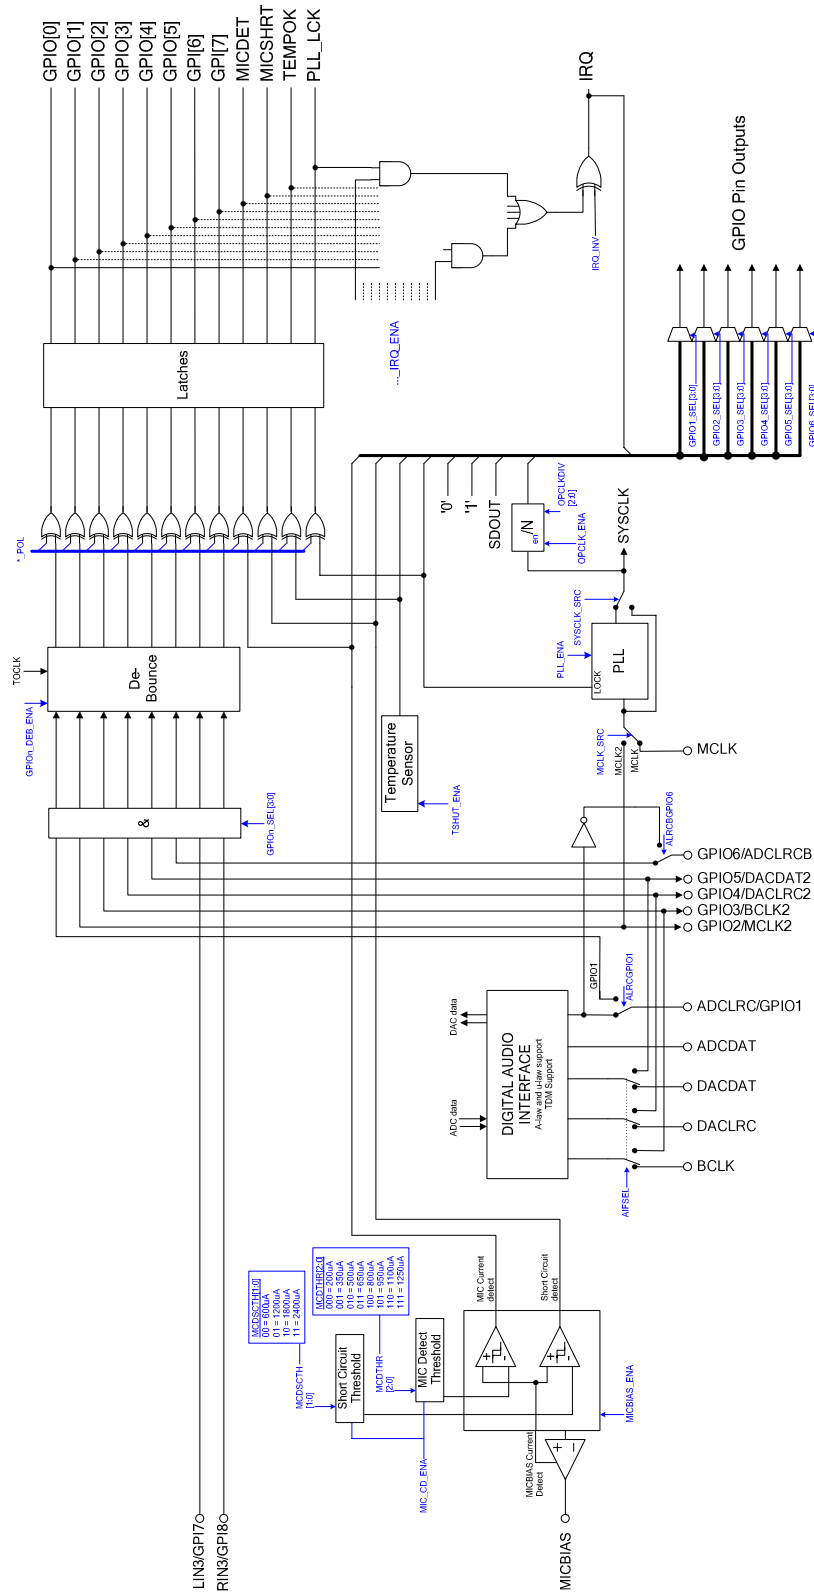 GPIO[0]
GPIO[1]
GPIO[2]
GPIO[3]
GPIO[4]
GPIO[5]
GPI[6]
GPI[7]
MICDET
MICSHRT
TEMPOK
PLL_LCK
IRQ
IRQ_INV
..._IRQ_ENA
Latches
GPIO Pin Outputs
GPIO1_SEL[3:0]
GPIO2_SEL[3:0]
GPIO3_SEL[3:0]
GPIO4_SEL[3:0]
GPIO5_SEL[3:0]
GPIO6_SEL[3:0]
*_POL
'0'
'1'
SDOUT
/N
en
OPCLKDIV
[2:0]
OPCLK_ENA
SYSCLK
SYSCLK_SRC
PLL_ENA
PLL
LOCK
TOCLK
GPIOn_DEB_ENA
De-
Bounce
Temperature
Sensor
TSHUT_ENA
MCLK_SRC
MCLK2
MCLK
MCLK
&
GPIOn_SEL[3:0]
ALRCBGPIO6
GPIO6/ADCLRCB
GPIO5/DACDAT2
GPIO4/DACLRC2
GPIO3/BCLK2
GPIO2/MCLK2
GPIO1
ALRCGPIO1
ADCLRC/GPIO1
ADCDAT
DACDAT
DACLRC
BCLK
DAC data
ADC data
DIGITAL AUDIO
INTERFACE
A-law and u-law support
TDM Support
AIFSEL
MCDSCTH[1:0]
00 = 600uA
01 = 1200uA
10 = 1800uA
11 = 2400uA
MCDTHR[2:0]
000 = 200uA
001 = 350uA
010 = 500uA
011 = 650uA
100 = 800uA
101 = 950uA
110 = 1100uA
111 = 1250uA
MIC Current
detect
Short Circuit
detect
MCDSCTH
[1:0]
Short Circuit
Threshold
MCDTHR
[2:0]
MIC Detect
Threshold
+
-
+
-
MICBIAS_ENA
MIC_CD_ENA
MICBIAS Current
Detect
+
−
LIN3/GPI7
RIN3/GPI8
MICBIAS